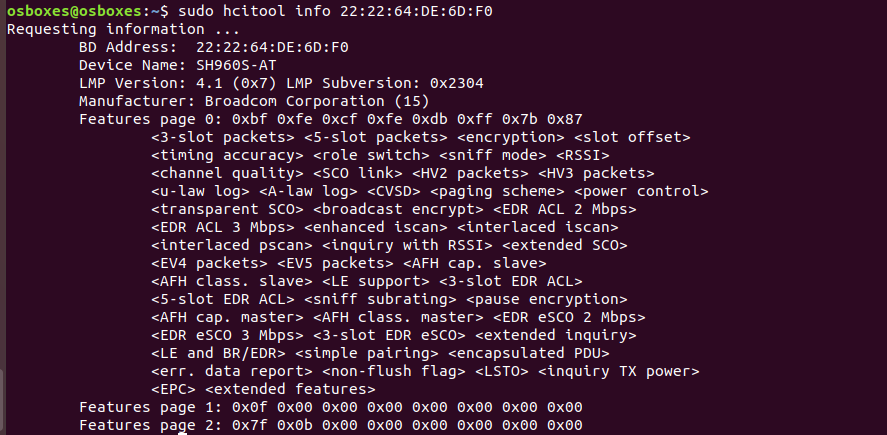 osboxes@osboxes:~$ sudo hcitool info 22:22:64:DE:6D:F0
Requesting information ...
BD Address:  22:22:64:DE:6D:F0
Device Name: SH960S-AT
LMP Version: 4.1 (0x7) LMP Subversion: 0x2304
Manufacturer: Broadcom Corporation (15)
Features page 0: 0xbf 0xfe 0xcf 0xfe 0xdb 0xff 0x7b 0x87
<3-slot packets> <5-slot packets> <encryption> <slot offset>
<timing accuracy> <role switch> <sniff mode> <RSSI>
<channel quality> <SCO link> <HV2 packets> <HV3 packets>
<u-law log> <A-law log> <CVSD> <paging scheme> <power control>
<transparent SCO> <broadcast encrypt> <EDR ACL 2 Mbps>
<EDR ACL 3 Mbps> <enhanced iscan> <interlaced iscan>
<interlaced pscan> <inquiry with RSSI> <extended SCO>
<EV4 packets> <EV5 packets> <AFH cap. slave>
<AFH class. slave> <LE support> <3-slot EDR ACL>
<5-slot EDR ACL> <sniff subrating> <pause encryption>
<AFH cap. master> <AFH class. master> <EDR eSCO 2 Mbps>
<EDR eSCO 3 Mbps> <3-slot EDR eSCO> <extended inquiry>
<LE and BR/EDR> <simple pairing> <encapsulated PDU>
<err. data report> <non-flush flag> <LSTO> <inquiry TX power>
<EPC> <extended features>
Features page 1: 0x0f 0x00 0x00 0x00 0x00 0x00 0x00 0x00
Features page 2: 0x7f 0x0b 0x00 0x00 0x00 0x00 0x00 0x00